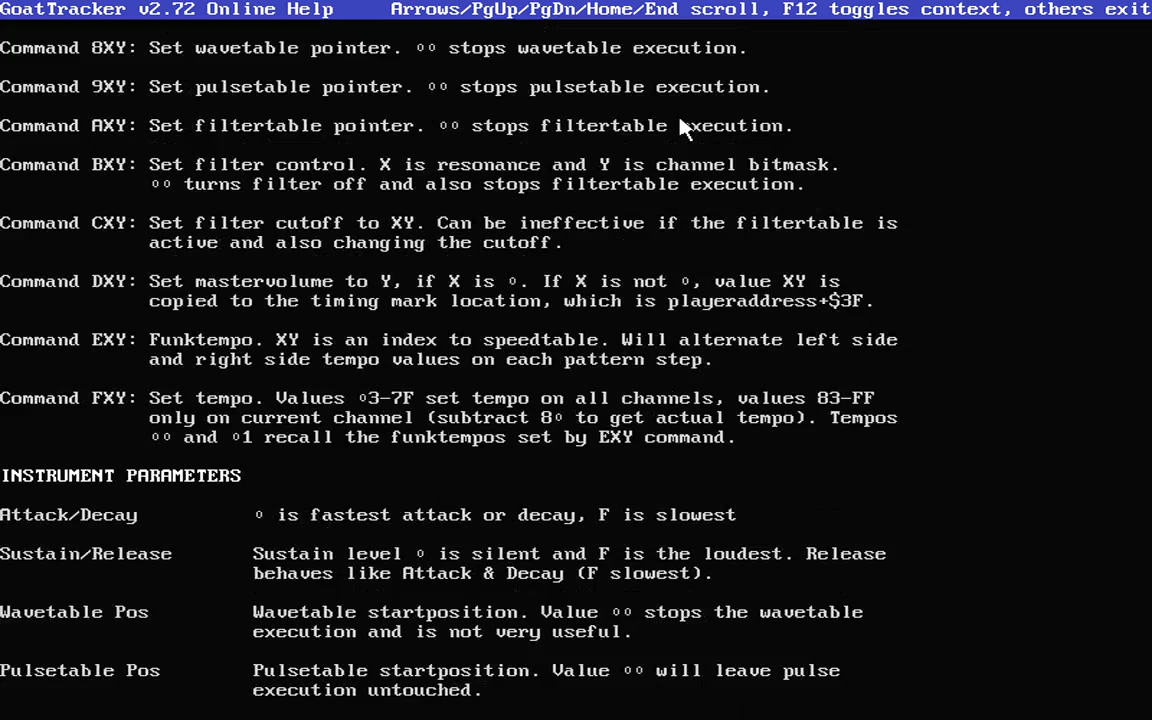 GoatTracker v2.72 Online Help Arrows/PgUp/PgDn/Home/End scroll, F12 toggles context, others exit
Command 8XY: Set wavetable pointer. 00 stops wavetable execution.
Command 9XY: Set pulsetable pointer. 00 stops pulsetable execution.
Command AXY: Set filtertable pointer. 00 stops filtertable execution.
Command BXY: Set filter control. X is resonance and Y is channel bitmask.
00 turns filter off and also stops filtertable execution.
Command CXY: Set filter cutoff to XY. Can be ineffective if the filtertable is
active and also changing the cutoff.
Command DXY: Set mastervolume to Y, if X is 0. If X is not 0, value XY is
copied to the timing mark location, which is playeraddress+$3F.
Command EXY: Funktempo. XY is an index to speedtable. Will alternate left side
and right side tempo values on each pattern step.
Command FXY: Set tempo. Values 03-7F set tempo on all channels, values 83-FF
only on current channel (subtract 80 to get actual tempo). Tempos
00 and 01 recall the funktempos set by EXY command.
INSTRUMENT PARAMETERS
Attack/Decay 0 is fastest attack or decay, F is slowest
Sustain/Release Sustain level 0 is silent and F is the loudest. Release
behaves like Attack & Decay (F slowest).
Wavetable Pos Wavetable startposition. Value 00 stops the wavetable
execution and is not very useful.
Pulsetable Pos Pulsetable startposition. Value 00 will leave pulse
execution untouched.